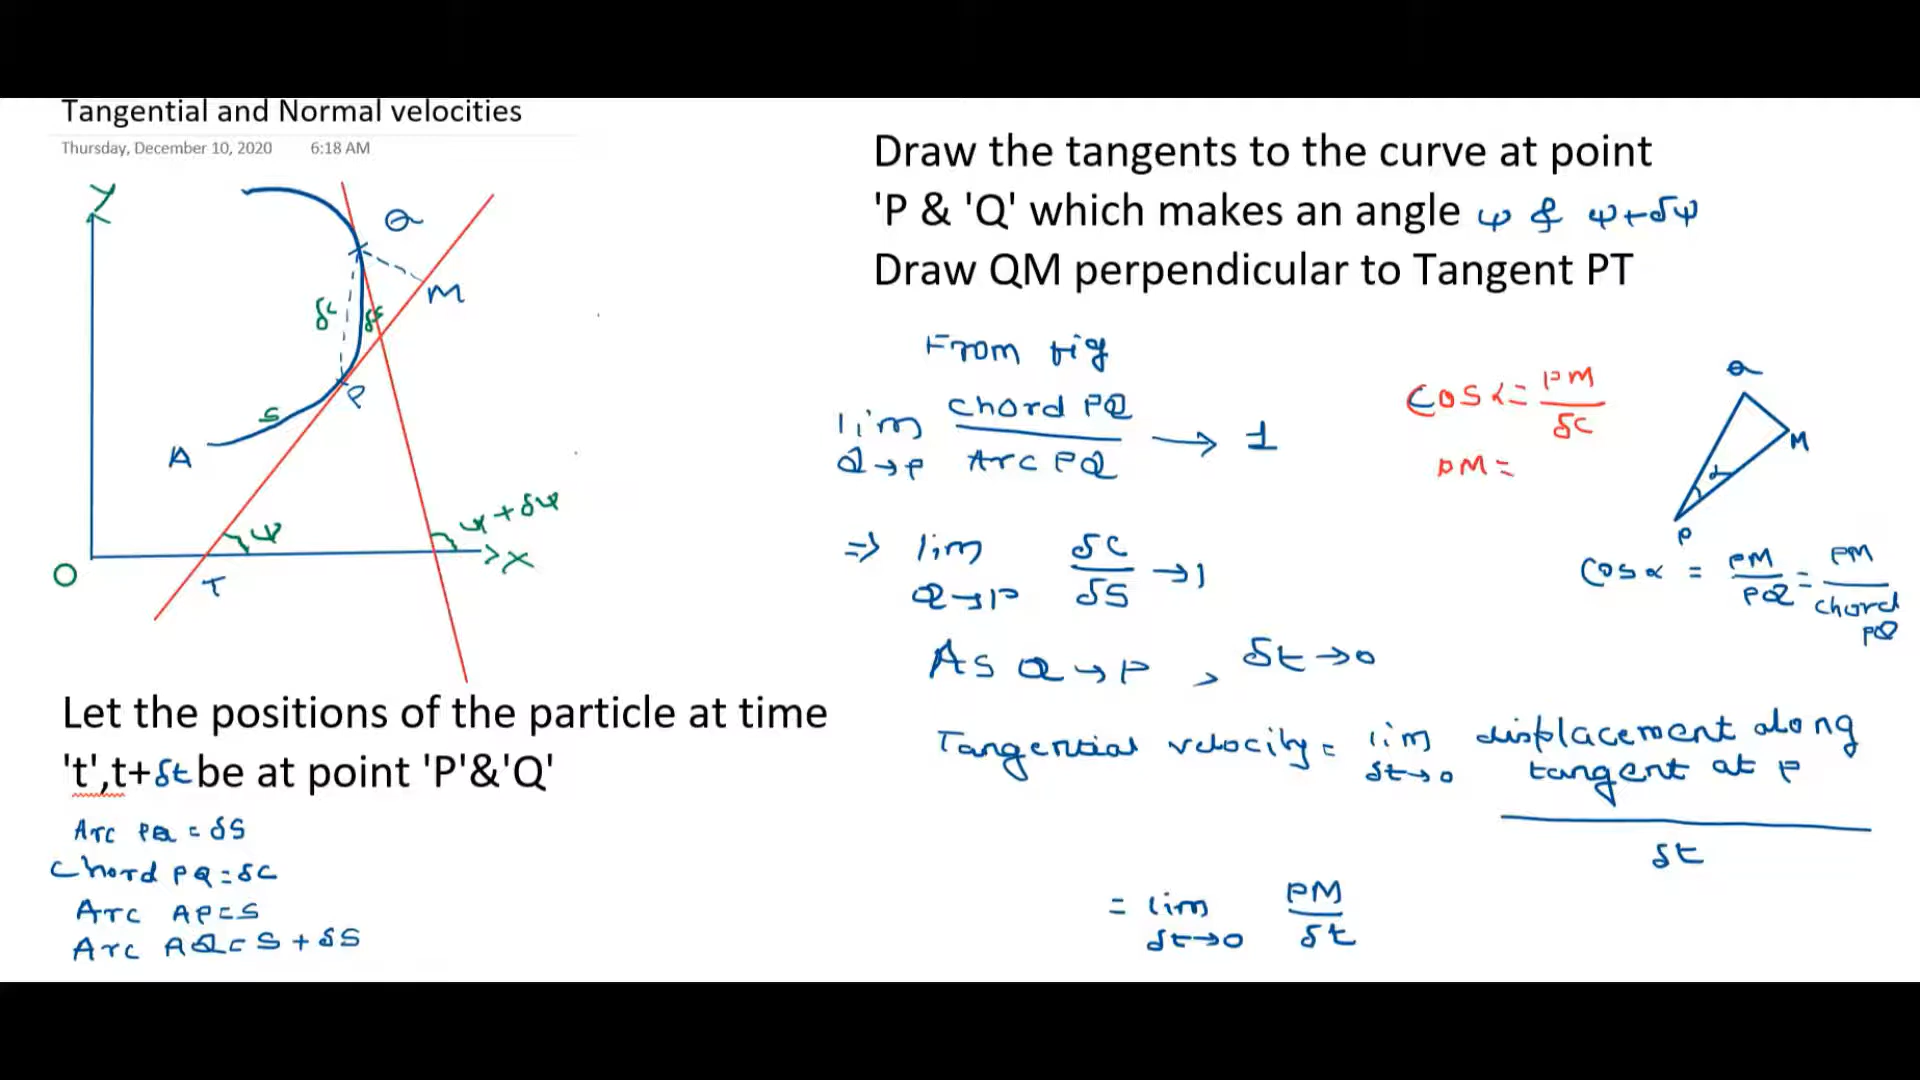 Tangential and Normal velocities
Thursday, December 10, 2020 6:18 AM
Y
Q
M
δc
δs
P
S
A
ψ
ψ + δψ
X
O
T
Let the positions of the particle at time
't',t+δt be at point 'P'&'Q'
Arc PQ = δS
Chord PQ = δC
Arc AP = S
Arc AQ = S + δS
Draw the tangents to the curve at point
'P & 'Q' which makes an angle ψ & ψ+δψ
Draw QM perpendicular to Tangent PT
From fig
lim Q→P chord PQ / Arc PQ → 1
⇒ lim Q→P δC / δS → 1
As Q → P , δt → 0
Tangential velocity = lim δt→0 displacement along
tangent at P
δt
= lim δt→0 PM / δt
Cos α = PM / δC
PM =
Q
M
α
P
Cos α = PM / PQ = PM / chord PQ